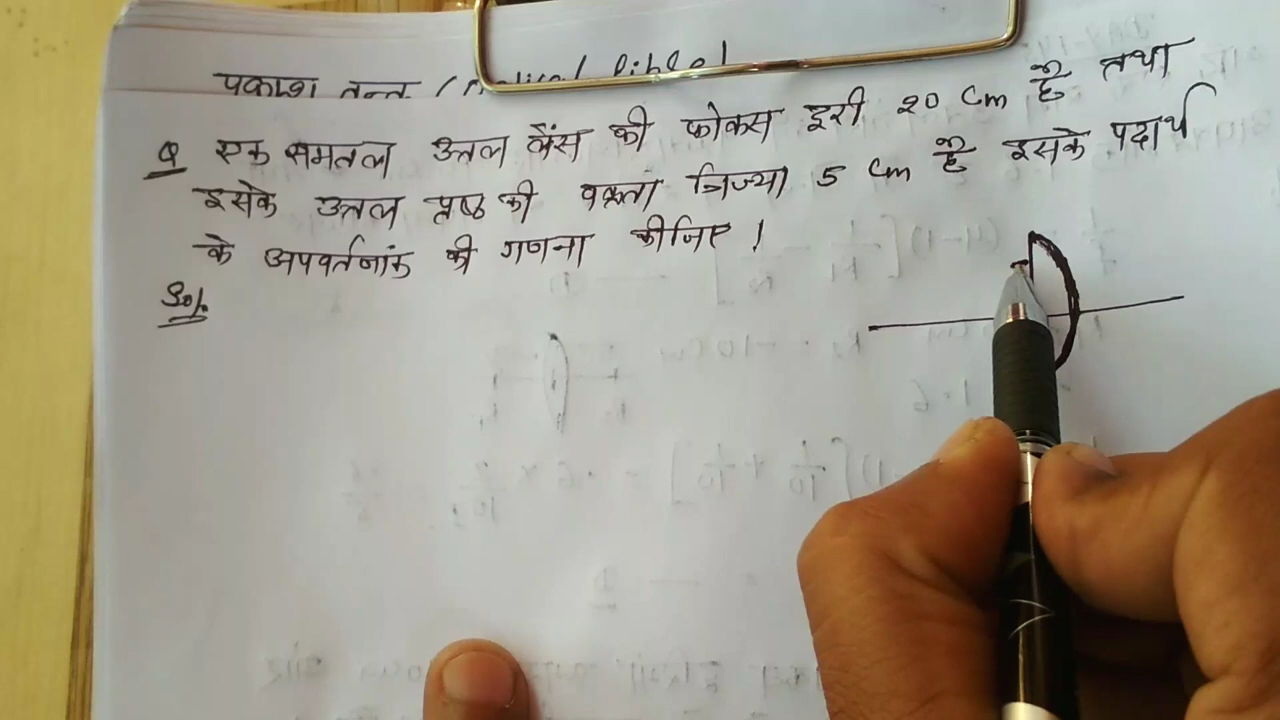 प्रकाश तन्त्र
Q एक समतल उत्तल लैंस की फोकस दूरी 20 cm है तथा
इसके उत्तल प्रष्ठ की वक्रता त्रिज्या 5 cm है इसके पदार्थ
के अपवर्तनांक की गणना कीजिए ।
Sol.